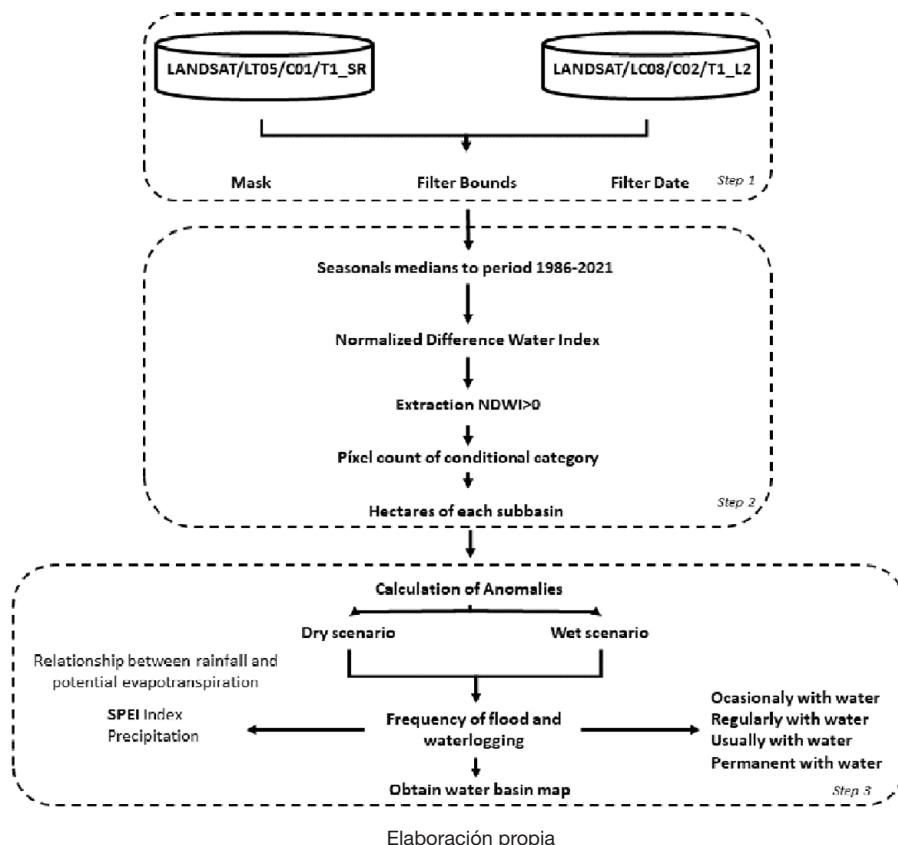 LANDSAT/LT05/C01/T1_SR
LANDSAT/LC08/C02/T1_L2
Mask
Filter Bounds
Filter Date
Step 1
Seasonals medians to period 1986-2021
Normalized Difference Water Index
Extraction NDWI>0
Píxel count of conditional category
Hectares of each subbasin
Step 2
Calculation of Anomalies
Dry scenario
Wet scenario
Relationship between rainfall and
potential evapotranspiration
SPEI Index
Precipitation
Frequency of flood and
waterlogging
Ocasionaly with water
Regularly with water
Usually with water
Permanent with water
Obtain water basin map
Step 3
Elaboración propia